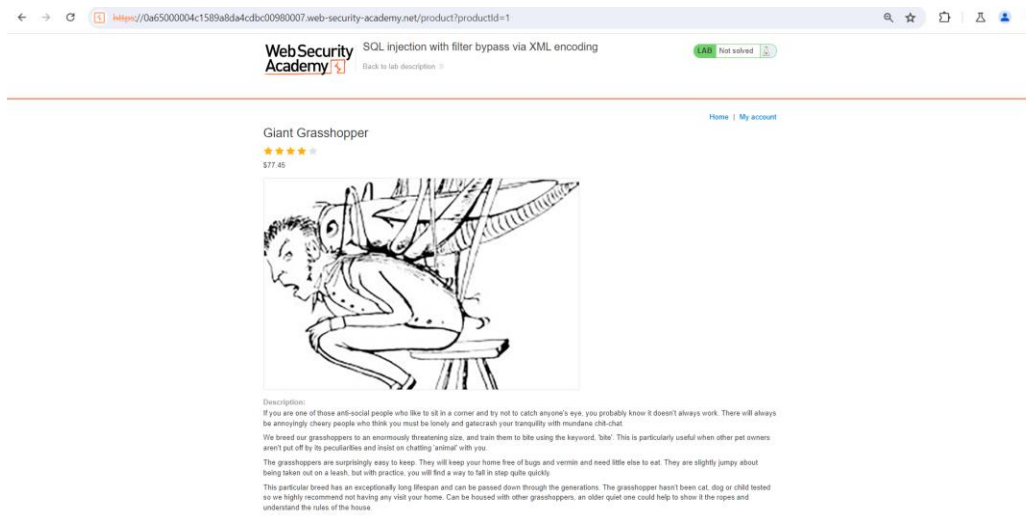 https://0a65000004c1589a8da4cdbc00980007.web-security-academy.net/product?productId=1
WebSecurity
Academy
SQL injection with filter bypass via XML encoding
Back to lab description
LAB Not solved
Home | My account
Giant Grasshopper
$77.45
Description:
If you are one of those anti-social people who like to sit in a corner and try not to catch anyone's eye, you probably know it doesn't always work. There will always
be annoyingly cheery people who think you must be lonely and gatecrash your tranquility with mundane chit-chat.
We breed our grasshoppers to an enormously threatening size, and train them to bite using the keyword, 'bite'. This is particularly useful when other pet owners
aren't put off by its peculiarities and insist on chatting 'animal' with you.
The grasshoppers are surprisingly easy to keep. They will keep your home free of bugs and vermin and need little else to eat. They are slightly jumpy about
being taken out on a leash, but with practice, you will find a way to fall in step quite quickly.
This particular breed has an exceptionally long lifespan and can be passed down through the generations. The grasshopper hasn't been cat, dog or child tested
so we highly recommend not having any visit your home. Can be housed with other grasshoppers, an older quiet one could help to show it the ropes and
understand the rules of the house.